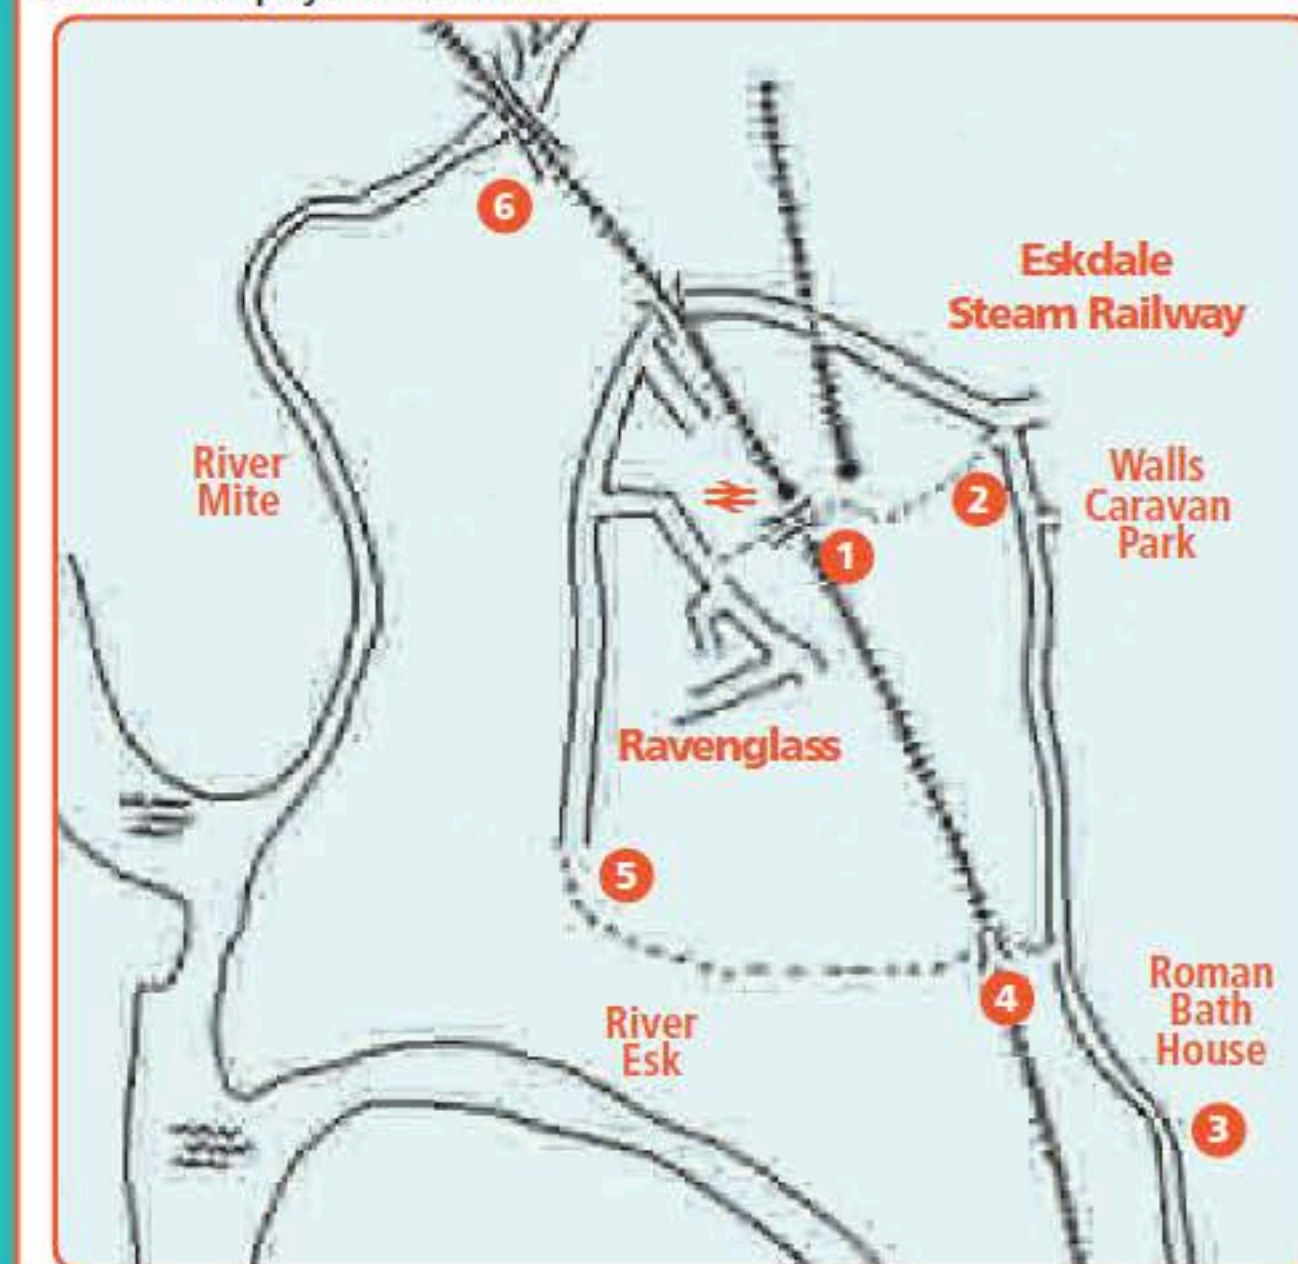 6
Eskdale
Steam Railway
River
Mite
Walls
Caravan
Park
2
1
Ravenglass
5
4
River
Esk
Roman
Bath
House
3